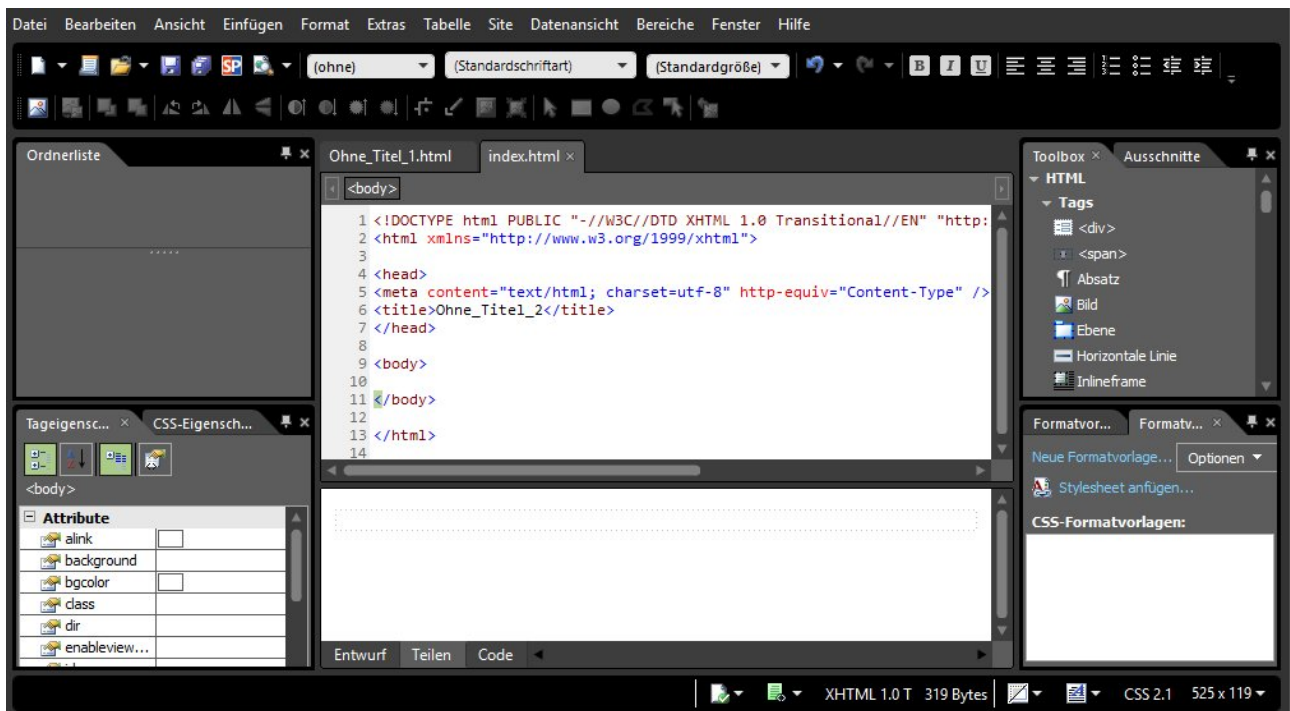 Datei Bearbeiten Ansicht Einfügen Format Extras Tabelle Site Datenansicht Bereiche Fenster Hilfe
SP (ohne) (Standardschriftart) (Standardgröße) B I U
Ordnerliste
Ohne_Titel_1.html index.html ×
<body>
1 <!DOCTYPE html PUBLIC "-//W3C//DTD XHTML 1.0 Transitional//EN" "http:
2 <html xmlns="http://www.w3.org/1999/xhtml">
3
4 <head>
5 <meta content="text/html; charset=utf-8" http-equiv="Content-Type" />
6 <title>Ohne_Titel_2</title>
7 </head>
8
9 <body>
10
11 </body>
12
13 </html>
14
Entwurf Teilen Code
Toolbox × Ausschnitte
HTML
Tags
<div>
<span>
Absatz
Bild
Ebene
Horizontale Linie
Inlineframe
Tageigensc... × CSS-Eigensch...
<body>
Attribute
alink
background
bgcolor
class
dir
enableview...
Formatvor... Formatv... ×
Neue Formatvorlage... Optionen
Stylesheet anfügen...
CSS-Formatvorlagen:
XHTML 1.0 T 319 Bytes CSS 2.1 525 x 119